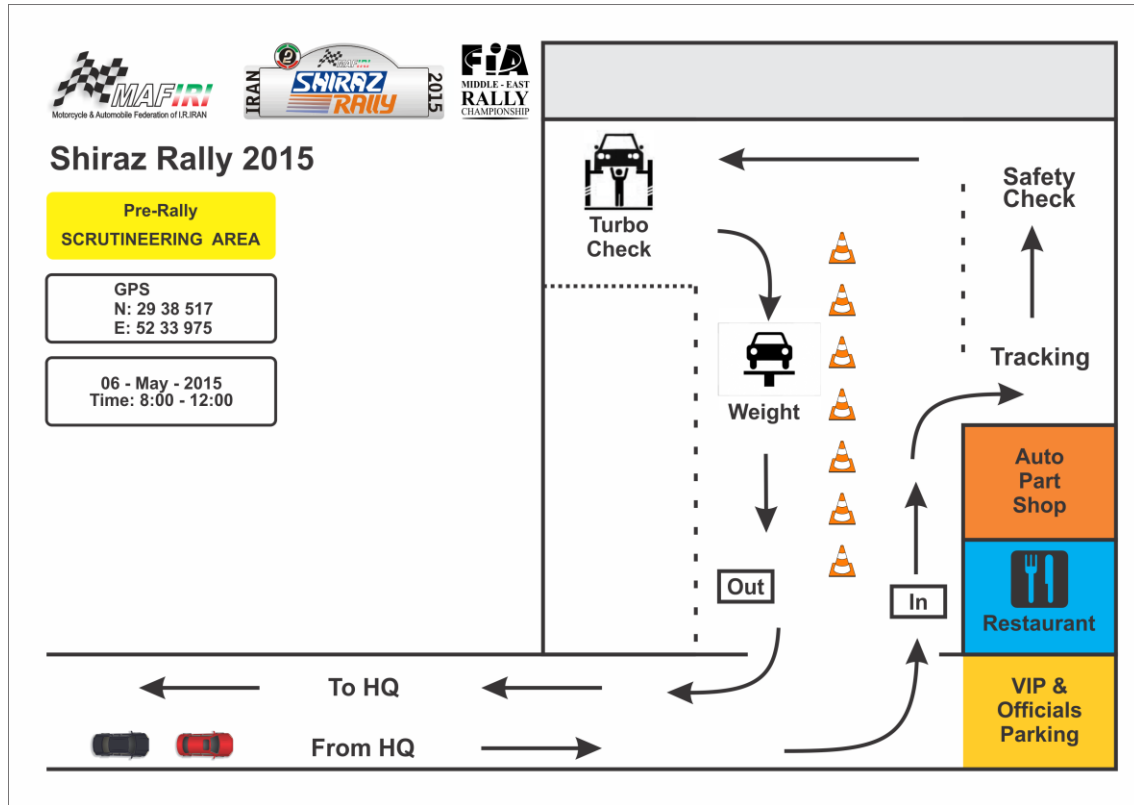 MAFIRI
Motorcycle & Automobile Federation of I.R.IRAN
IRAN
2
MAFIRI
SHIRAZ
RALLY
2015
FiA
MIDDLE - EAST
RALLY
CHAMPIONSHIP
Shiraz Rally 2015
Pre-Rally
SCRUTINEERING AREA
GPS
N: 29 38 517
E: 52 33 975
06 - May - 2015
Time: 8:00 - 12:00
Turbo
Check
Safety
Check
Weight
Tracking
Auto
Part
Shop
Out
In
Restaurant
To HQ
From HQ
VIP &
Officials
Parking